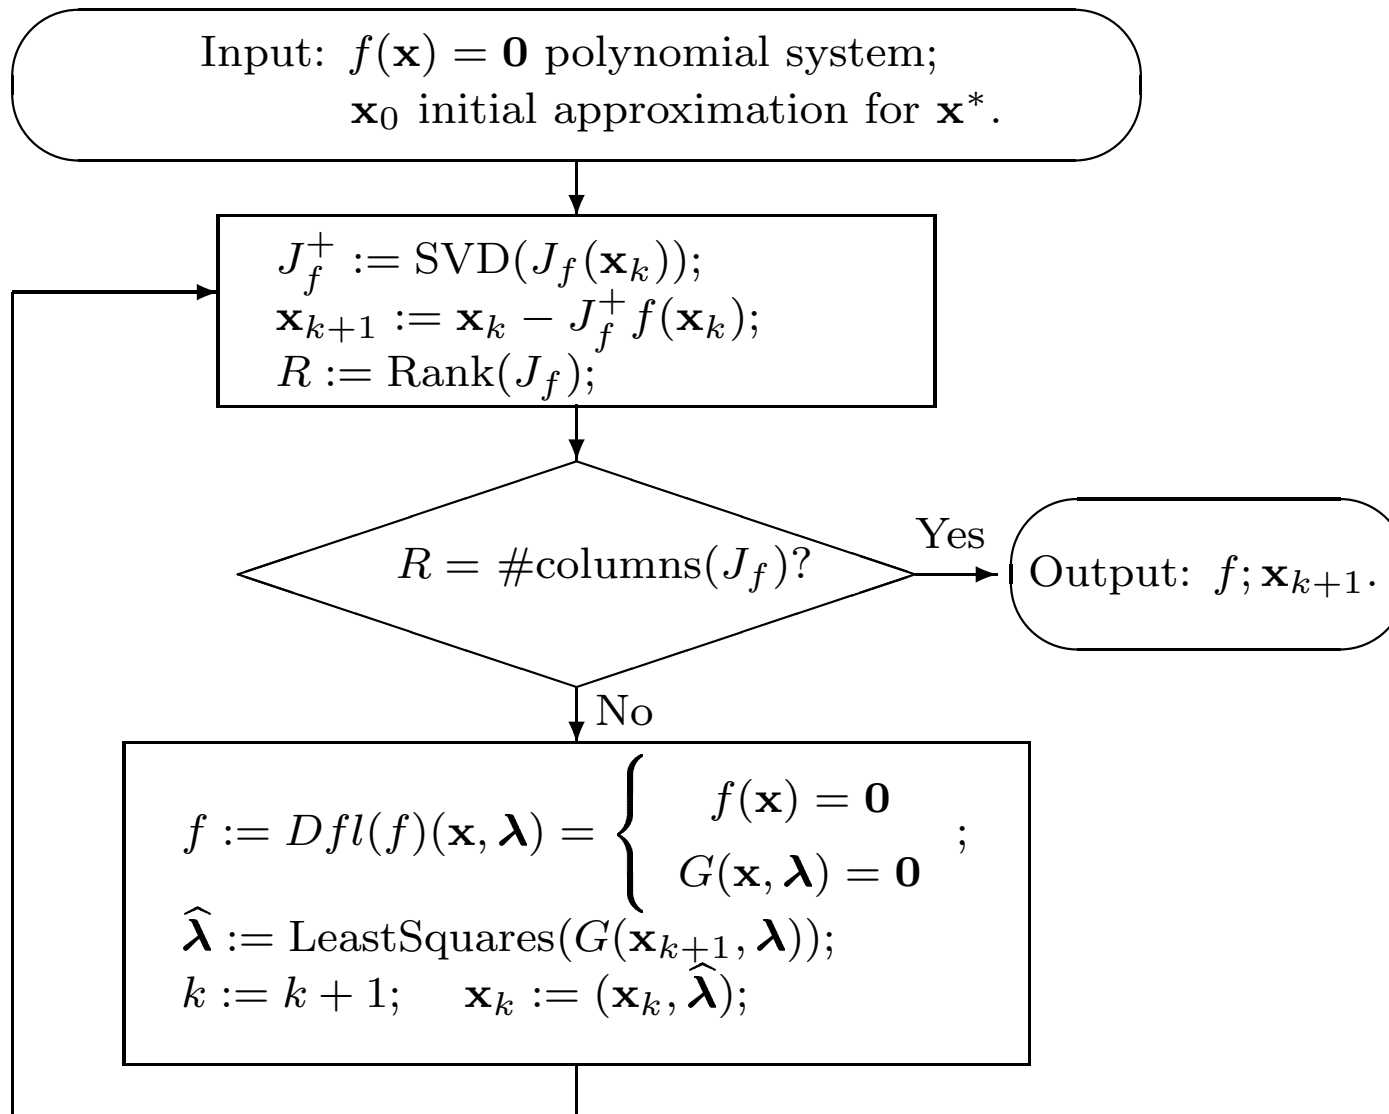 Input: f(𝐱) = 𝟎 polynomial system;
𝐱₀ initial approximation for 𝐱*.
J_f^+ := SVD(J_f(𝐱_k));
𝐱_{k+1} := 𝐱_k − J_f^+ f(𝐱_k);
R := Rank(J_f);
R = #columns(J_f)?
Yes
Output: f; 𝐱_{k+1}.
No
f := Dfl(f)(𝐱, 𝛌) = { f(𝐱) = 𝟎
G(𝐱, 𝛌) = 𝟎 ;
𝛌̂ := LeastSquares(G(𝐱_{k+1}, 𝛌));
k := k + 1; 𝐱_k := (𝐱_k, 𝛌̂);